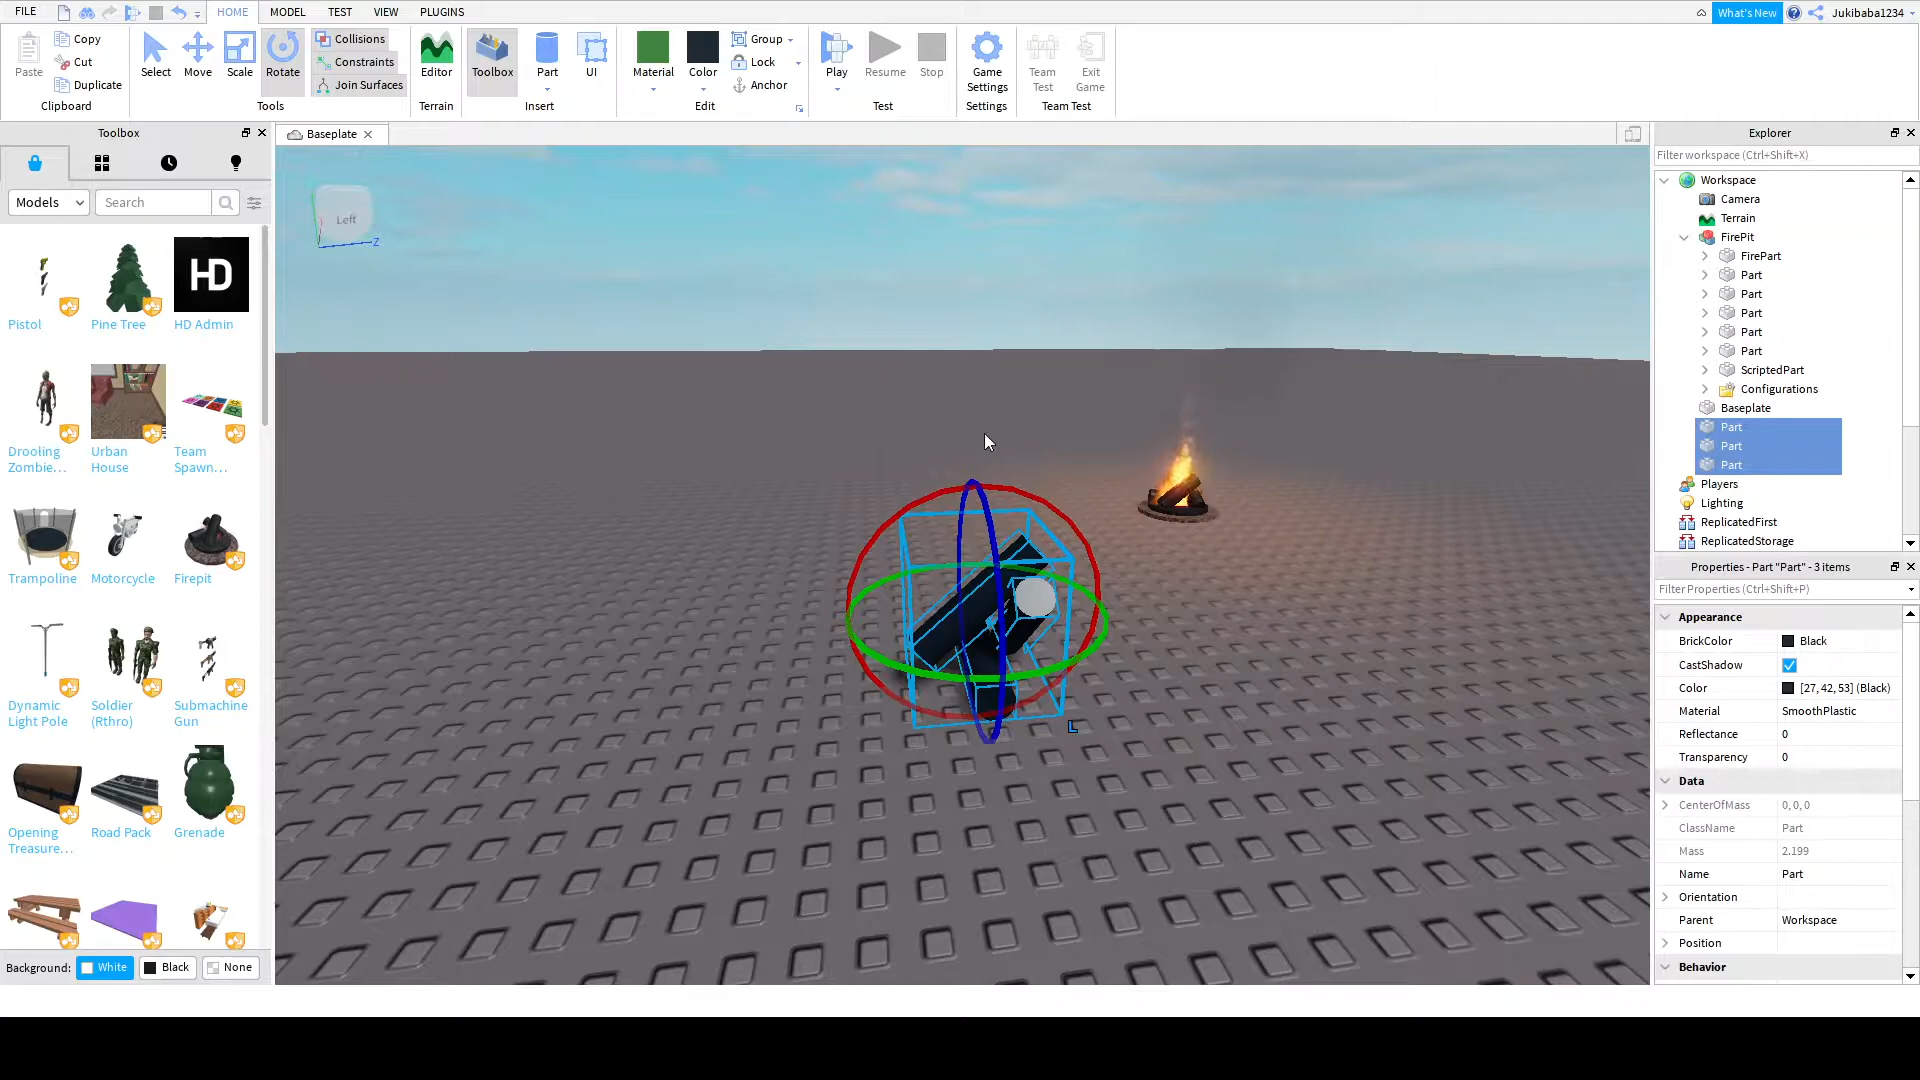 FILE
HOME
MODEL
TEST
VIEW
PLUGINS
What's New
Jukibaba1234
Paste
Copy
Cut
Duplicate
Clipboard
Select
Move
Scale
Rotate
Collisions
Constraints
Join Surfaces
Tools
Editor
Terrain
Toolbox
Part
UI
Insert
Material
Color
Group
Lock
Anchor
Edit
Play
Resume
Stop
Test
Game
Settings
Settings
Team
Test
Exit
Game
Team Test
Toolbox
Models
Search
Pistol
Pine Tree
HD
HD Admin
Drooling
Zombie...
Urban
House
Team
Spawn...
Trampoline
Motorcycle
Firepit
Dynamic
Light Pole
Soldier
(Rthro)
Submachine
Gun
Opening
Treasure...
Road Pack
Grenade
Background:
White
Black
None
Baseplate
Left
Z
L
Explorer
Filter workspace (Ctrl+Shift+X)
Workspace
Camera
Terrain
FirePit
FirePart
Part
Part
Part
Part
Part
ScriptedPart
Configurations
Baseplate
Part
Part
Part
Players
Lighting
ReplicatedFirst
ReplicatedStorage
Properties - Part "Part" - 3 items
Filter Properties (Ctrl+Shift+P)
Appearance
BrickColor Black
CastShadow
Color [27, 42, 53] (Black)
Material SmoothPlastic
Reflectance 0
Transparency 0
Data
CenterOfMass 0, 0, 0
ClassName Part
Mass 2.199
Name Part
Orientation
Parent Workspace
Position
Behavior